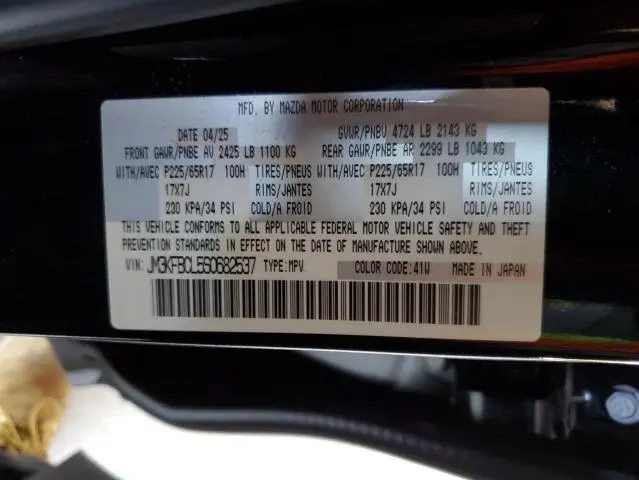 MFD. BY MAZDA MOTOR CORPORATION
DATE 04/25 GVWR/PNBV 4724 LB 2143 KG
FRONT GAWR/PNBE AV 2425 LB 1100 KG REAR GAWR/PNBE AR 2299 LB 1043 KG
WITH/AVEC P225/65R17 100H TIRES/PNEUS WITH/AVEC P225/65R17 100H TIRES/PNEUS
17X7J RIMS/JANTES 17X7J RIMS/JANTES
230 KPA/34 PSI COLD/A FROID 230 KPA/34 PSI COLD/A FROID
THIS VEHICLE CONFORMS TO ALL APPLICABLE FEDERAL MOTOR VEHICLE SAFETY AND THEFT
PREVENTION STANDARDS IN EFFECT ON THE DATE OF MANUFACTURE SHOWN ABOVE.
VIN: JM3KFBCL5S0682537 TYPE:MPV COLOR CODE:41W MADE IN JAPAN